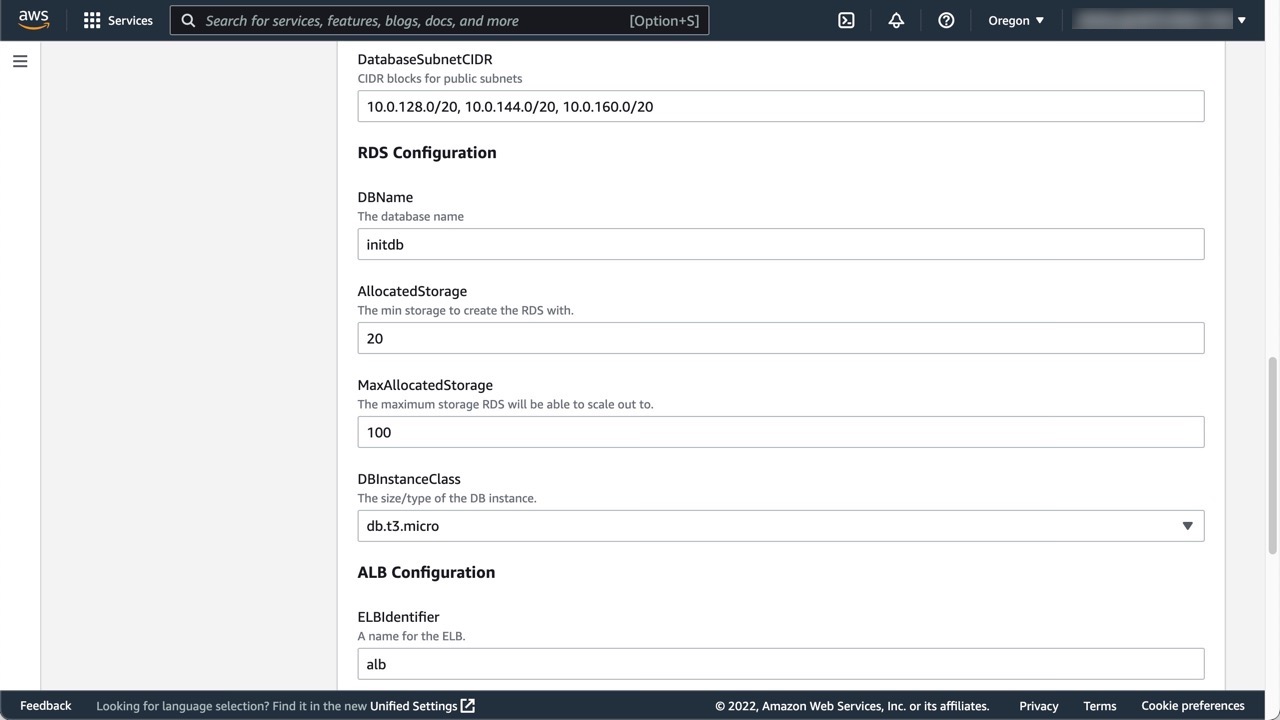 aws
Services
Search for services, features, blogs, docs, and more
[Option+S]
Oregon
DatabaseSubnetCIDR
CIDR blocks for public subnets
10.0.128.0/20, 10.0.144.0/20, 10.0.160.0/20
RDS Configuration
DBName
The database name
initdb
AllocatedStorage
The min storage to create the RDS with.
20
MaxAllocatedStorage
The maximum storage RDS will be able to scale out to.
100
DBInstanceClass
The size/type of the DB instance.
db.t3.micro
ALB Configuration
ELBIdentifier
A name for the ELB.
alb
Feedback
Looking for language selection? Find it in the new Unified Settings
© 2022, Amazon Web Services, Inc. or its affiliates.
Privacy
Terms
Cookie preferences